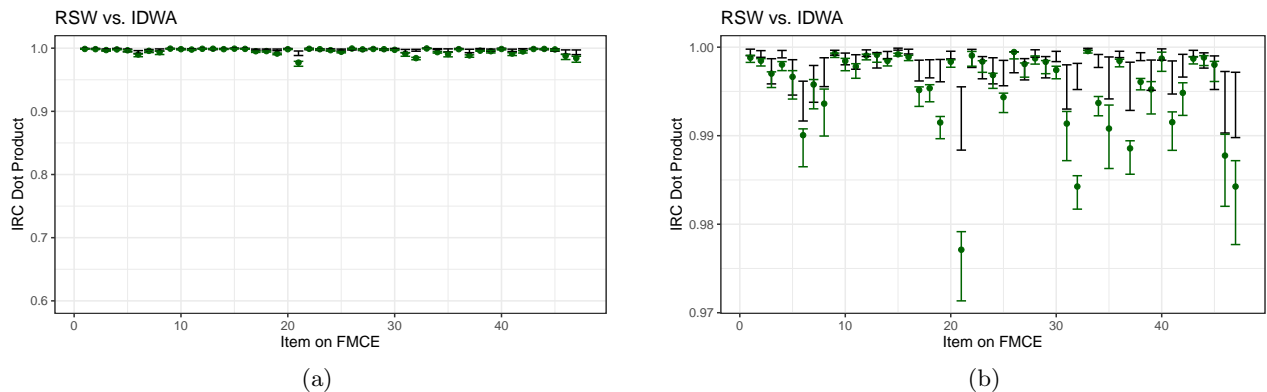 RSW vs. IDWA
IRC Dot Product
1.0
0.9
0.8
0.7
0.6
0
10
20
30
40
Item on FMCE
(a)
RSW vs. IDWA
IRC Dot Product
1.00
0.99
0.98
0.97
0
10
20
30
40
Item on FMCE
(b)